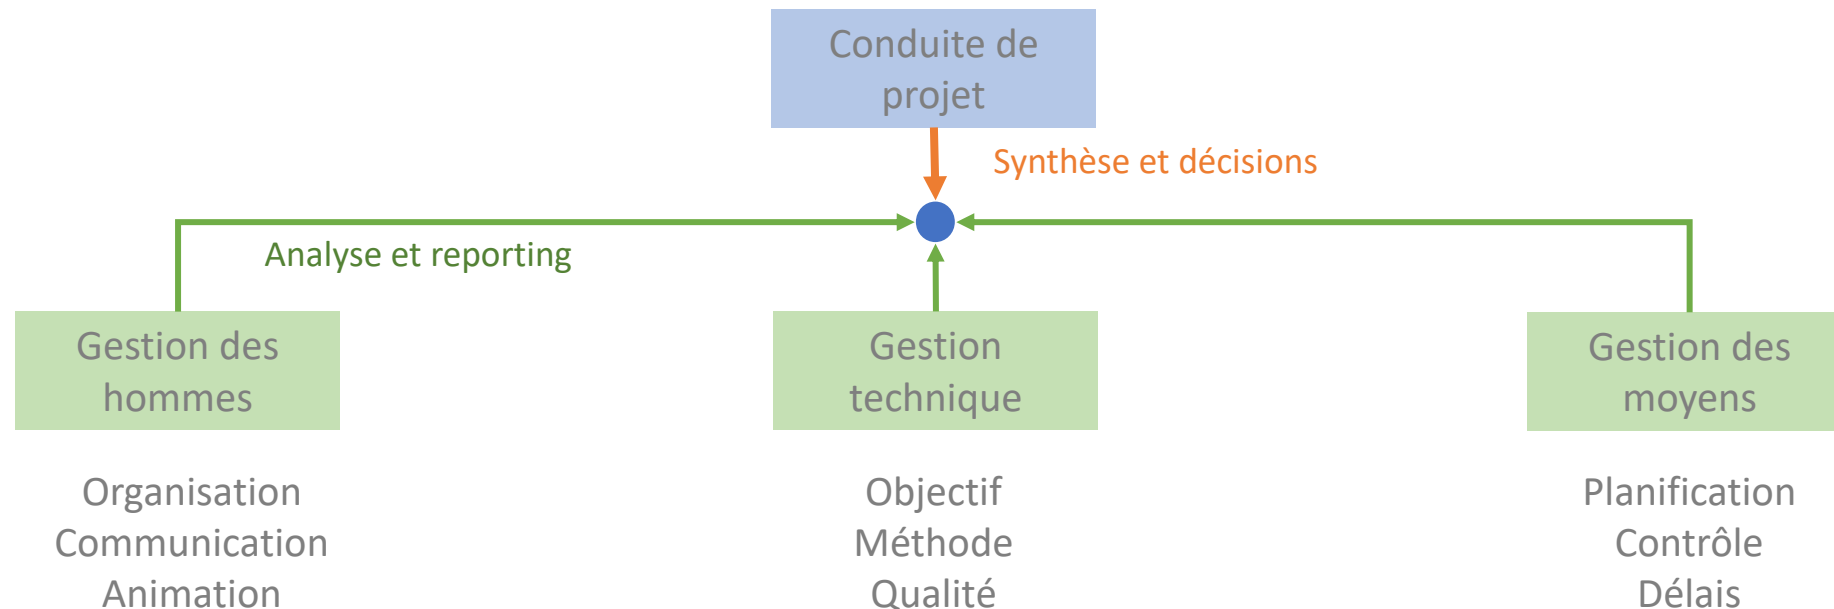 Conduite de
projet
Synthèse et décisions
Analyse et reporting
Gestion des
hommes
Gestion
technique
Gestion des
moyens
Organisation
Communication
Animation
Objectif
Méthode
Qualité
Planification
Contrôle
Délais